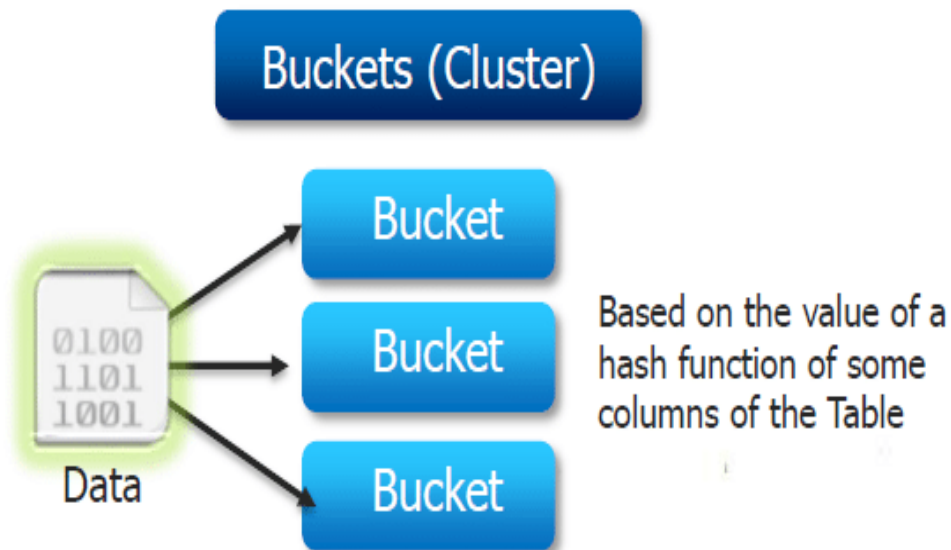 Buckets (Cluster)
Bucket
Bucket
Bucket
0100
1101
1001
Data
Based on the value of a
hash function of some
columns of the Table